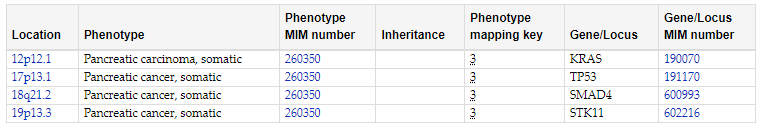 Location Phenotype Phenotype MIM number Inheritance Phenotype mapping key Gene/Locus Gene/Locus MIM number
12p12.1 Pancreatic carcinoma, somatic 260350 3 KRAS 190070
17p13.1 Pancreatic cancer, somatic 260350 3 TP53 191170
18q21.2 Pancreatic cancer, somatic 260350 3 SMAD4 600993
19p13.3 Pancreatic cancer, somatic 260350 3 STK11 602216